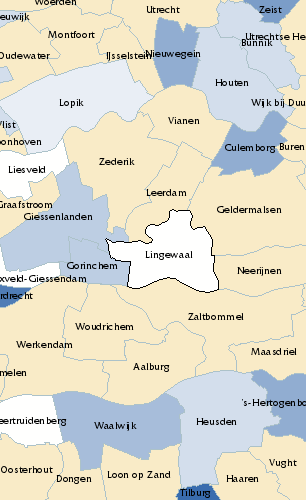 Woerden
Utrecht
Zeist
euwijk
Montfoort
Utrechtse He
Bunnik
Oudewater
IJsselstein
Nieuwegein
Houten
Lopik
Wijk bij Duu
Vianen
Vlist
oonhoven
Culemborg
Buren
Liesveld
Zederik
Leerdam
Graafstroom
Geldermalsen
Giessenlanden
Lingewaal
Gorinchem
Neerijnen
xveld-Giessendam
rdrecht
Zaltbommel
Woudrichem
Werkendam
Maasdriel
Aalburg
melen
's-Hertogenbo
eertruidenberg
Waalwijk
Heusden
Vught
Oosterhout
Loon op Zand
Haaren
Dongen
Tilburg